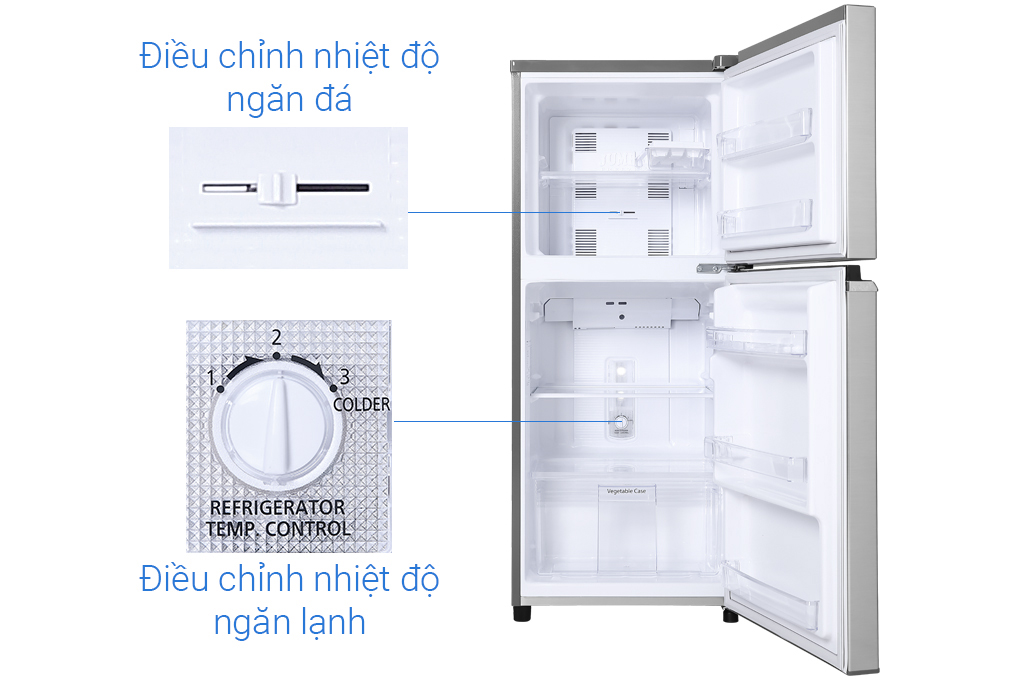 Điều chỉnh nhiệt độ
ngăn đá
1
2
3
COLDER
REFRIGERATOR
TEMP. CONTROL
Điều chỉnh nhiệt độ
ngăn lạnh
Vegetable Case